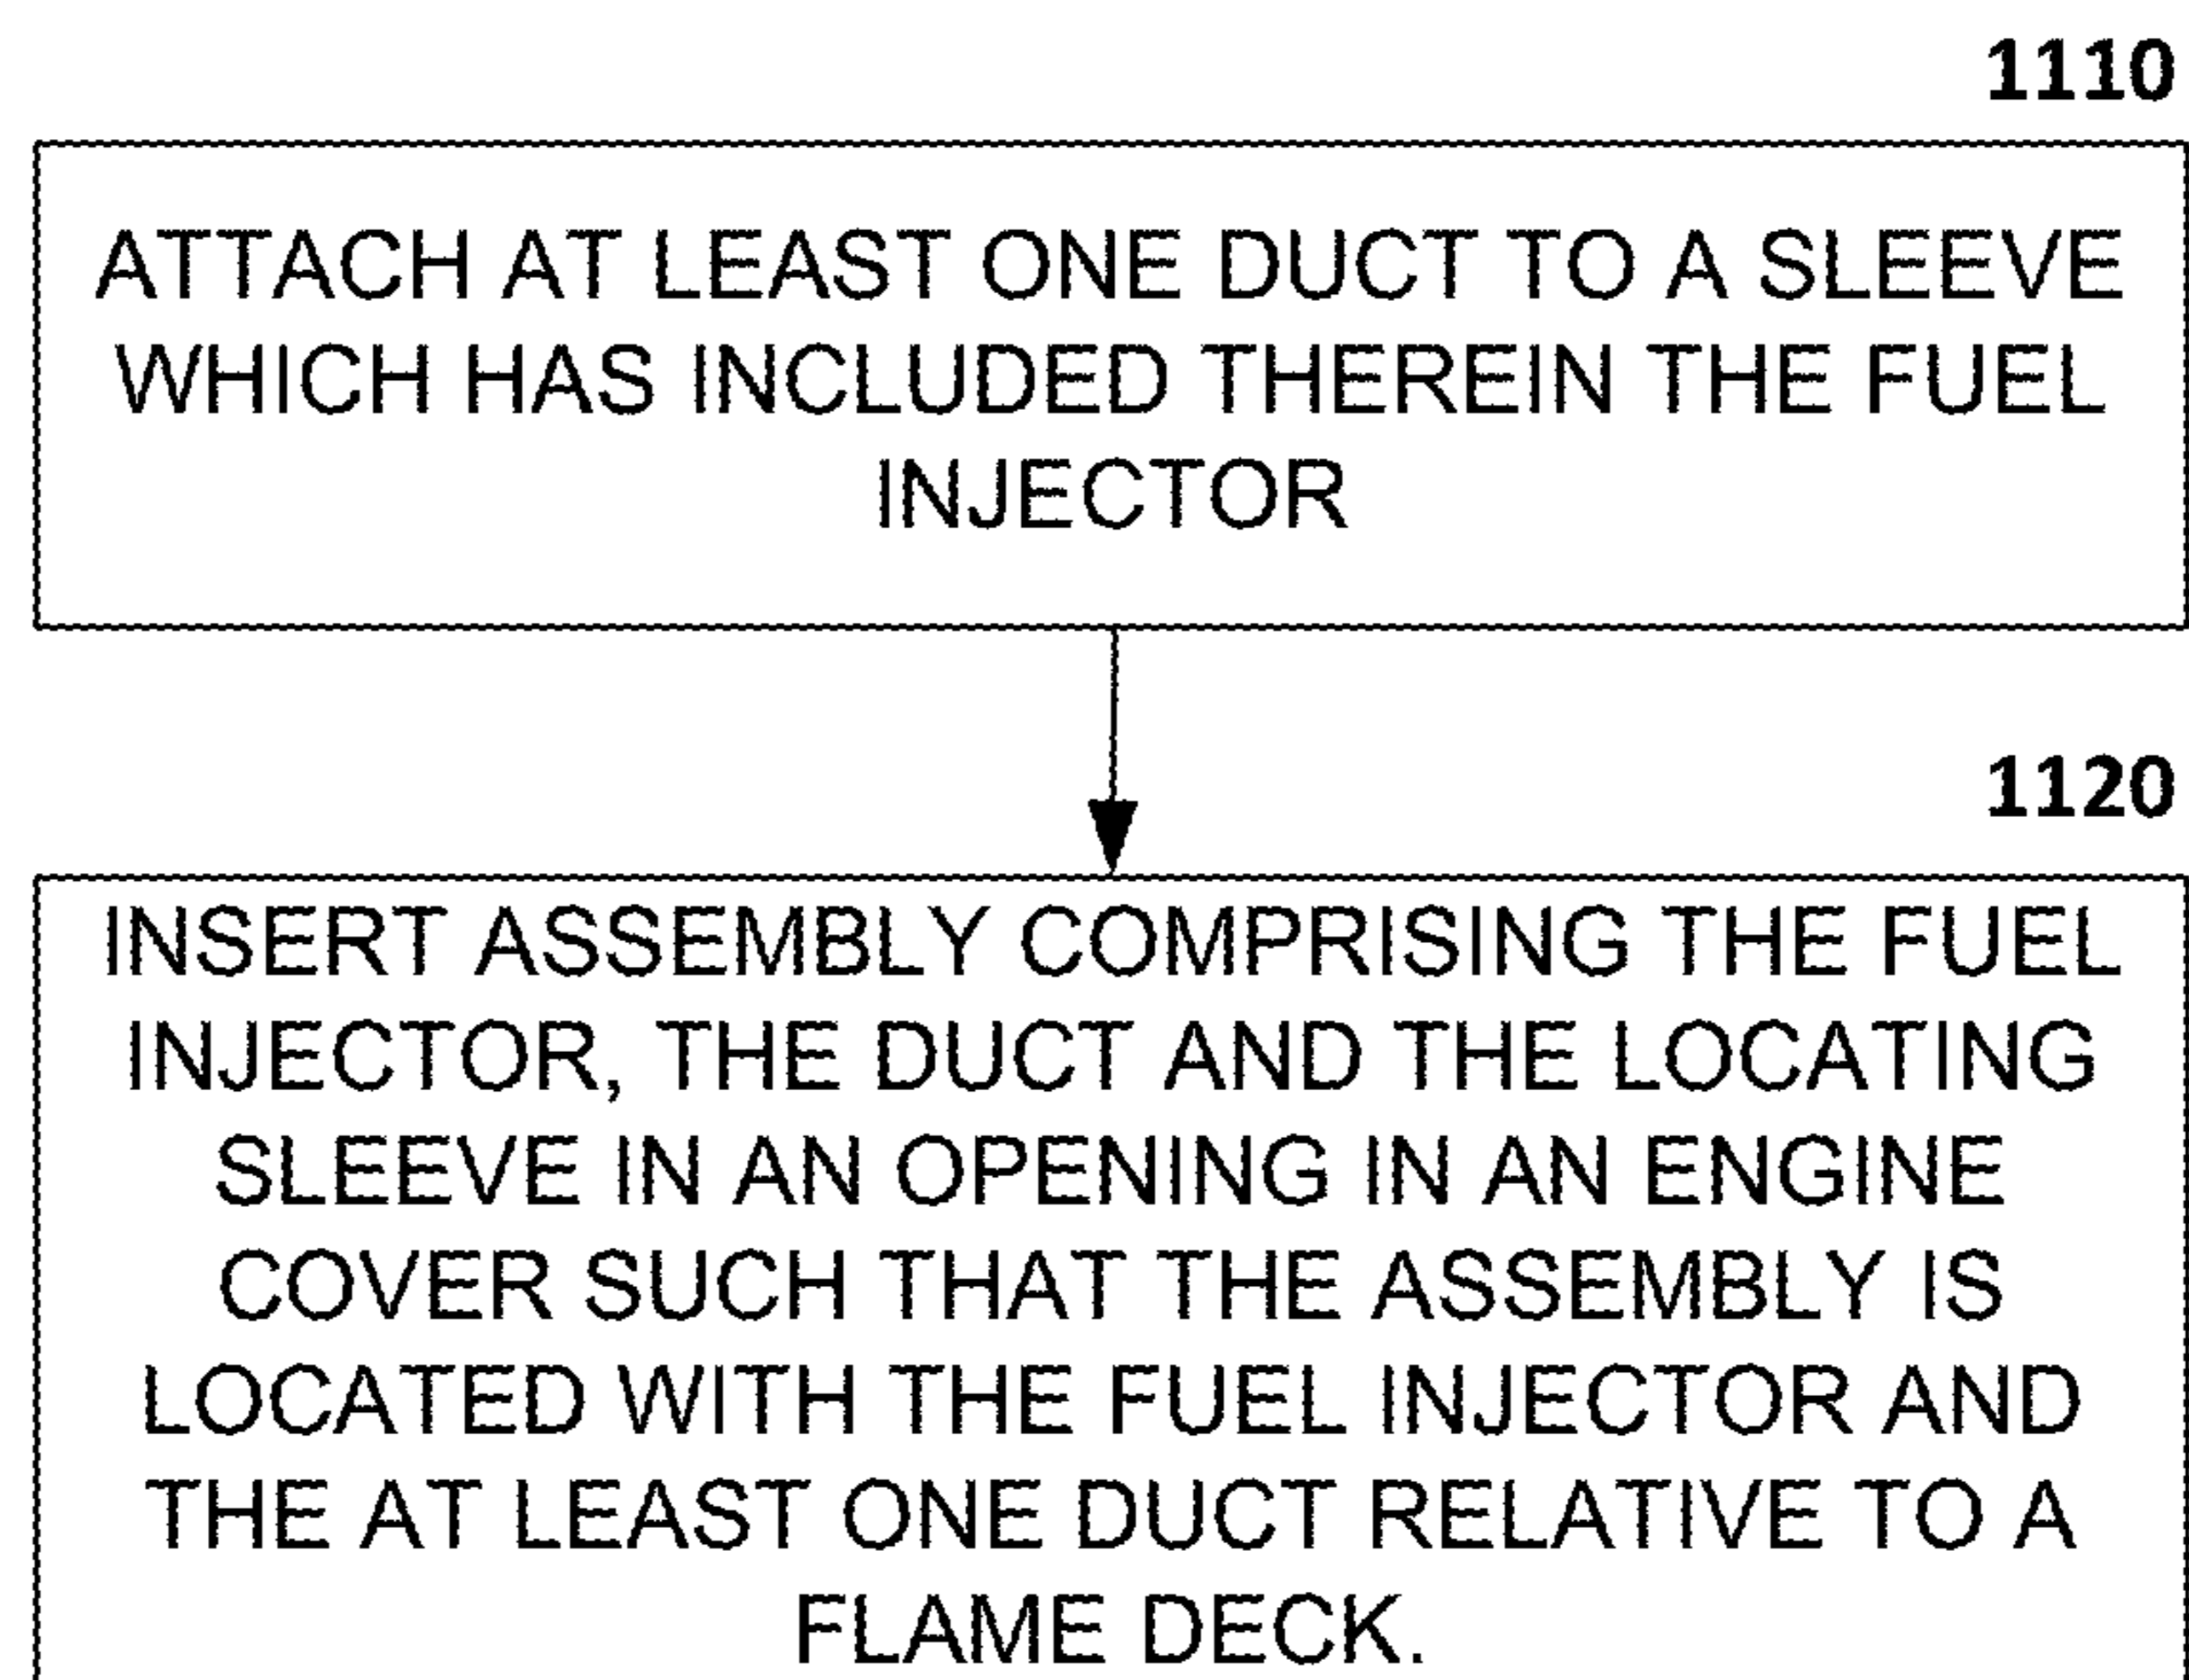 1110
ATTACH AT LEAST ONE DUCT TO A SLEEVE
WHICH HAS INCLUDED THEREIN THE FUEL
INJECTOR
1120
INSERT ASSEMBLY COMPRISING THE FUEL
INJECTOR, THE DUCT AND THE LOCATING
SLEEVE IN AN OPENING IN AN ENGINE
COVER SUCH THAT THE ASSEMBLY IS
LOCATED WITH THE FUEL INJECTOR AND
THE AT LEAST ONE DUCT RELATIVE TO A
FLAME DECK.